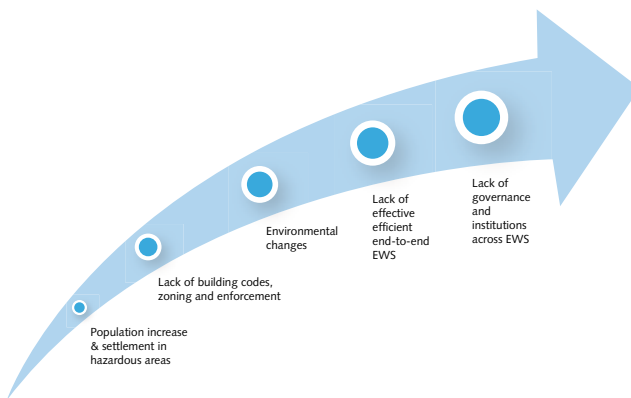 Population increase
& settlement in
hazardous areas
Lack of building codes,
zoning and enforcement
Environmental
changes
Lack of
effective
efficient
end-to-end
EWS
Lack of
governance
and
institutions
across EWS